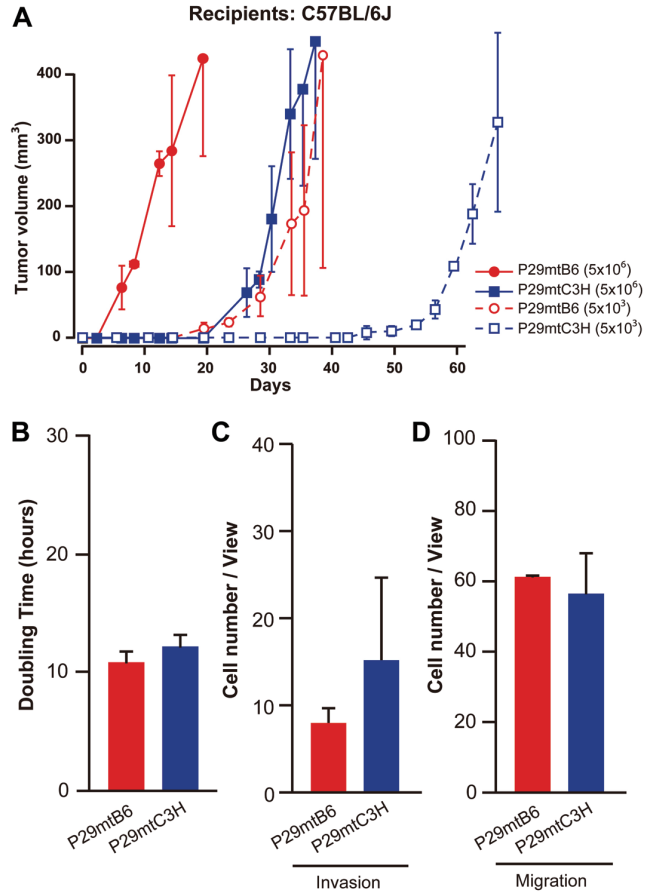 A
Recipients: C57BL/6J
Tumor volume (mm³)
400
300
200
100
0
0
10
20
30
40
50
60
Days
P29mtB6 (5x10⁶)
P29mtC3H (5x10⁶)
P29mtB6 (5x10³)
P29mtC3H (5x10³)
B
Doubling Time (hours)
30
20
10
0
P29mtB6
P29mtC3H
C
Cell number / View
40
30
20
10
0
P29mtB6
P29mtC3H
Invasion
D
Cell number / View
100
80
60
40
20
0
P29mtB6
P29mtC3H
Migration